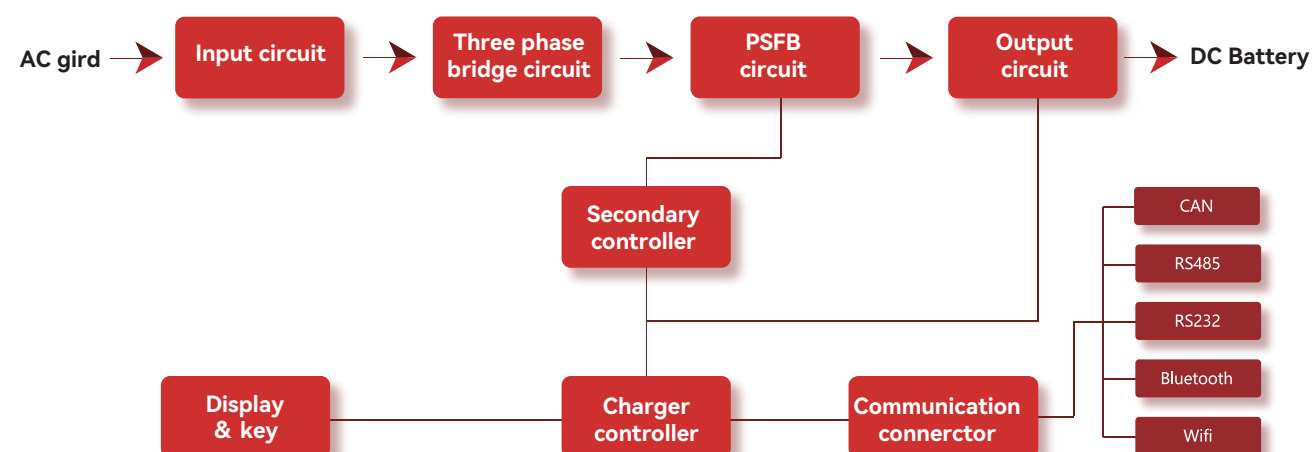 AC gird
Input circuit
Three phase
bridge circuit
PSFB
circuit
Output
circuit
DC Battery
Secondary
controller
CAN
RS485
RS232
Bluetooth
Wifi
Display
& key
Charger
controller
Communication
connerctor